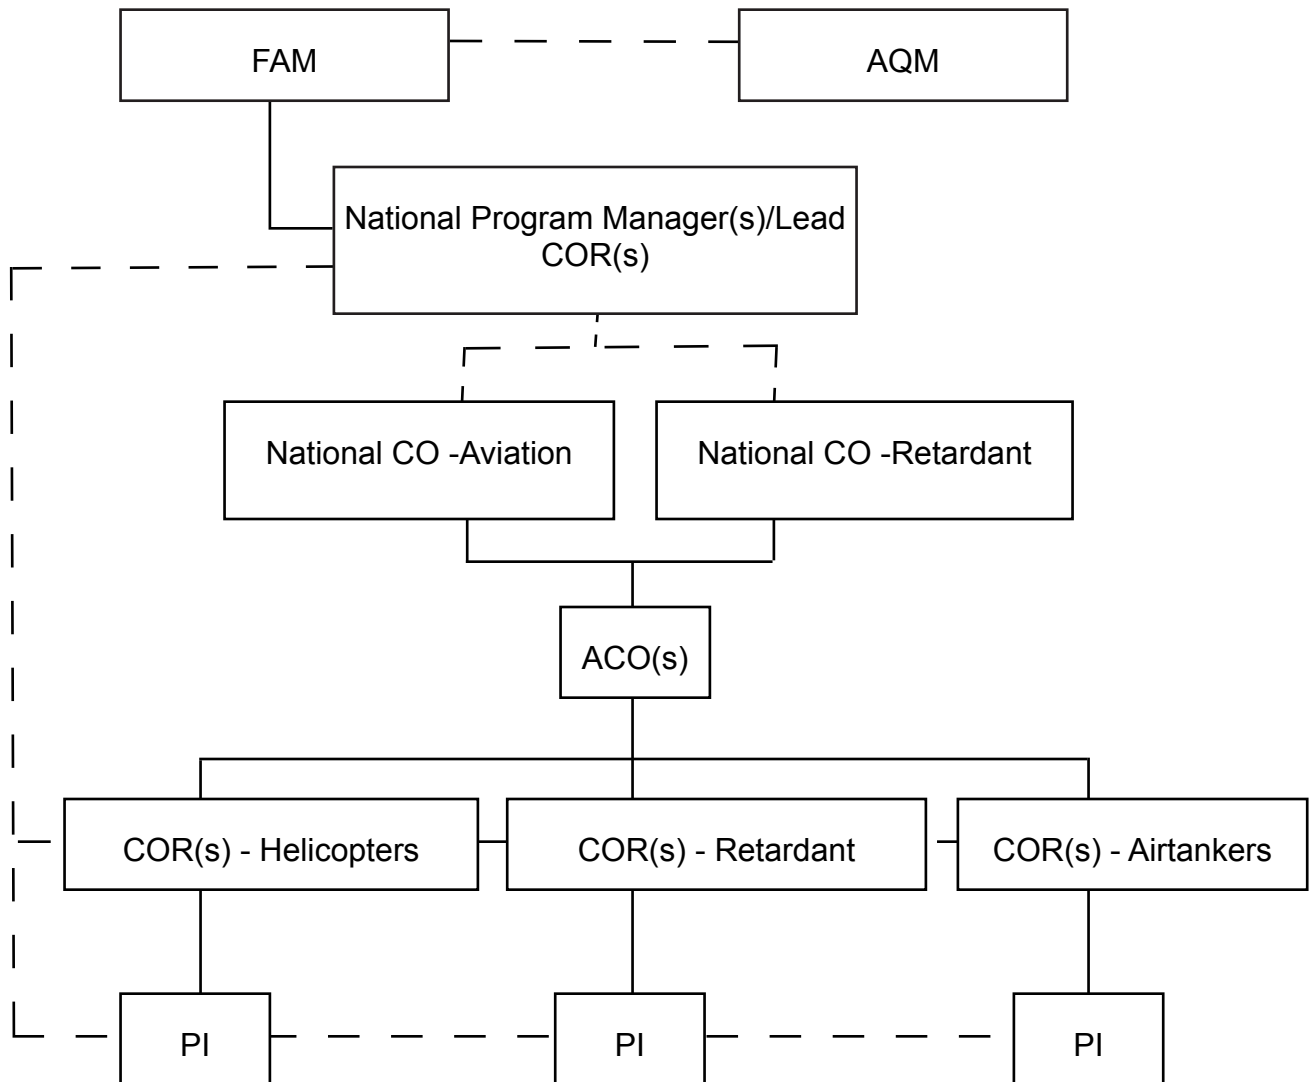 FAM
AQM
National Program Manager(s)/Lead
COR(s)
National CO -Aviation
National CO -Retardant
ACO(s)
COR(s) - Helicopters
COR(s) - Retardant
COR(s) - Airtankers
PI
PI
PI